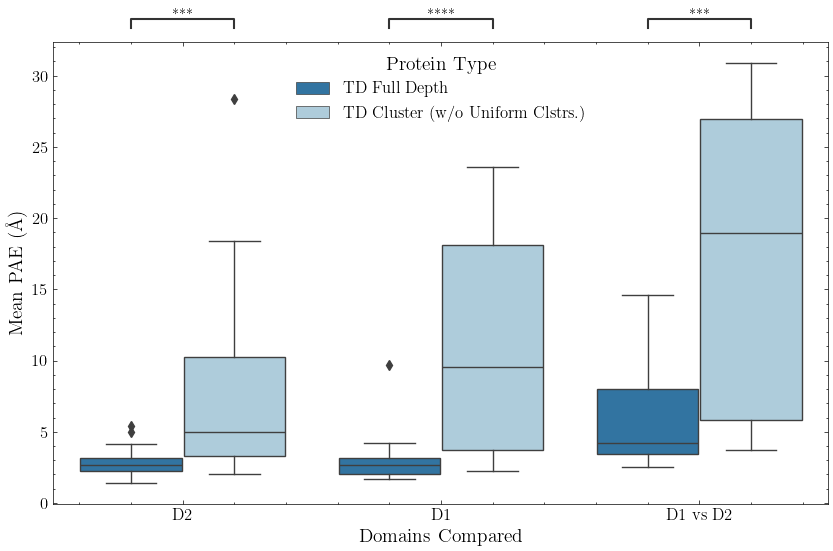 *** **** ***
Protein Type
TD Full Depth
TD Cluster (w/o Uniform Clstrs.)
Mean PAE (Å)
30
25
20
15
10
5
0
D2 D1 D1 vs D2
Domains Compared